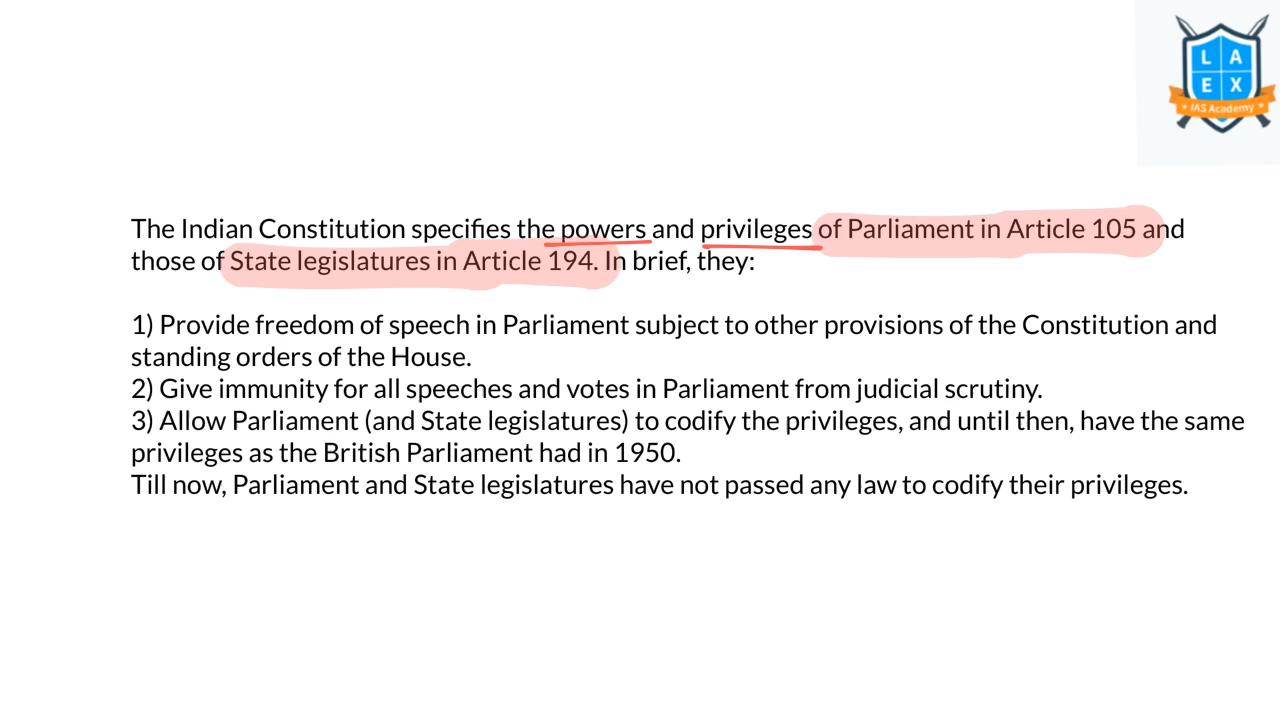 L A
E X
IAS Academy
The Indian Constitution specifies the powers and privileges of Parliament in Article 105 and
those of State legislatures in Article 194. In brief, they:
1) Provide freedom of speech in Parliament subject to other provisions of the Constitution and
standing orders of the House.
2) Give immunity for all speeches and votes in Parliament from judicial scrutiny.
3) Allow Parliament (and State legislatures) to codify the privileges, and until then, have the same
privileges as the British Parliament had in 1950.
Till now, Parliament and State legislatures have not passed any law to codify their privileges.